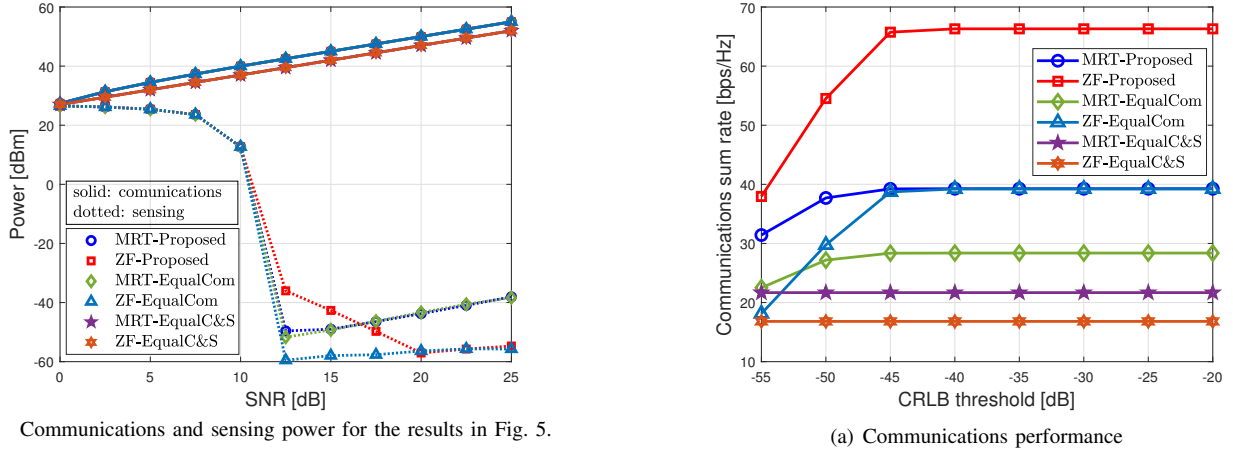 60
40
20
0
-20
-40
-60
Power [dBm]
solid: comunications
dotted: sensing
MRT-Proposed
ZF-Proposed
MRT-EqualCom
ZF-EqualCom
MRT-EqualC&S
ZF-EqualC&S
0 5 10 15 20 25
SNR [dB]
Communications and sensing power for the results in Fig. 5.
70
60
50
40
30
20
10
Communications sum rate [bps/Hz]
MRT-Proposed
ZF-Proposed
MRT-EqualCom
ZF-EqualCom
MRT-EqualC&S
ZF-EqualC&S
-55 -50 -45 -40 -35 -30 -25 -20
CRLB threshold [dB]
(a) Communications performance